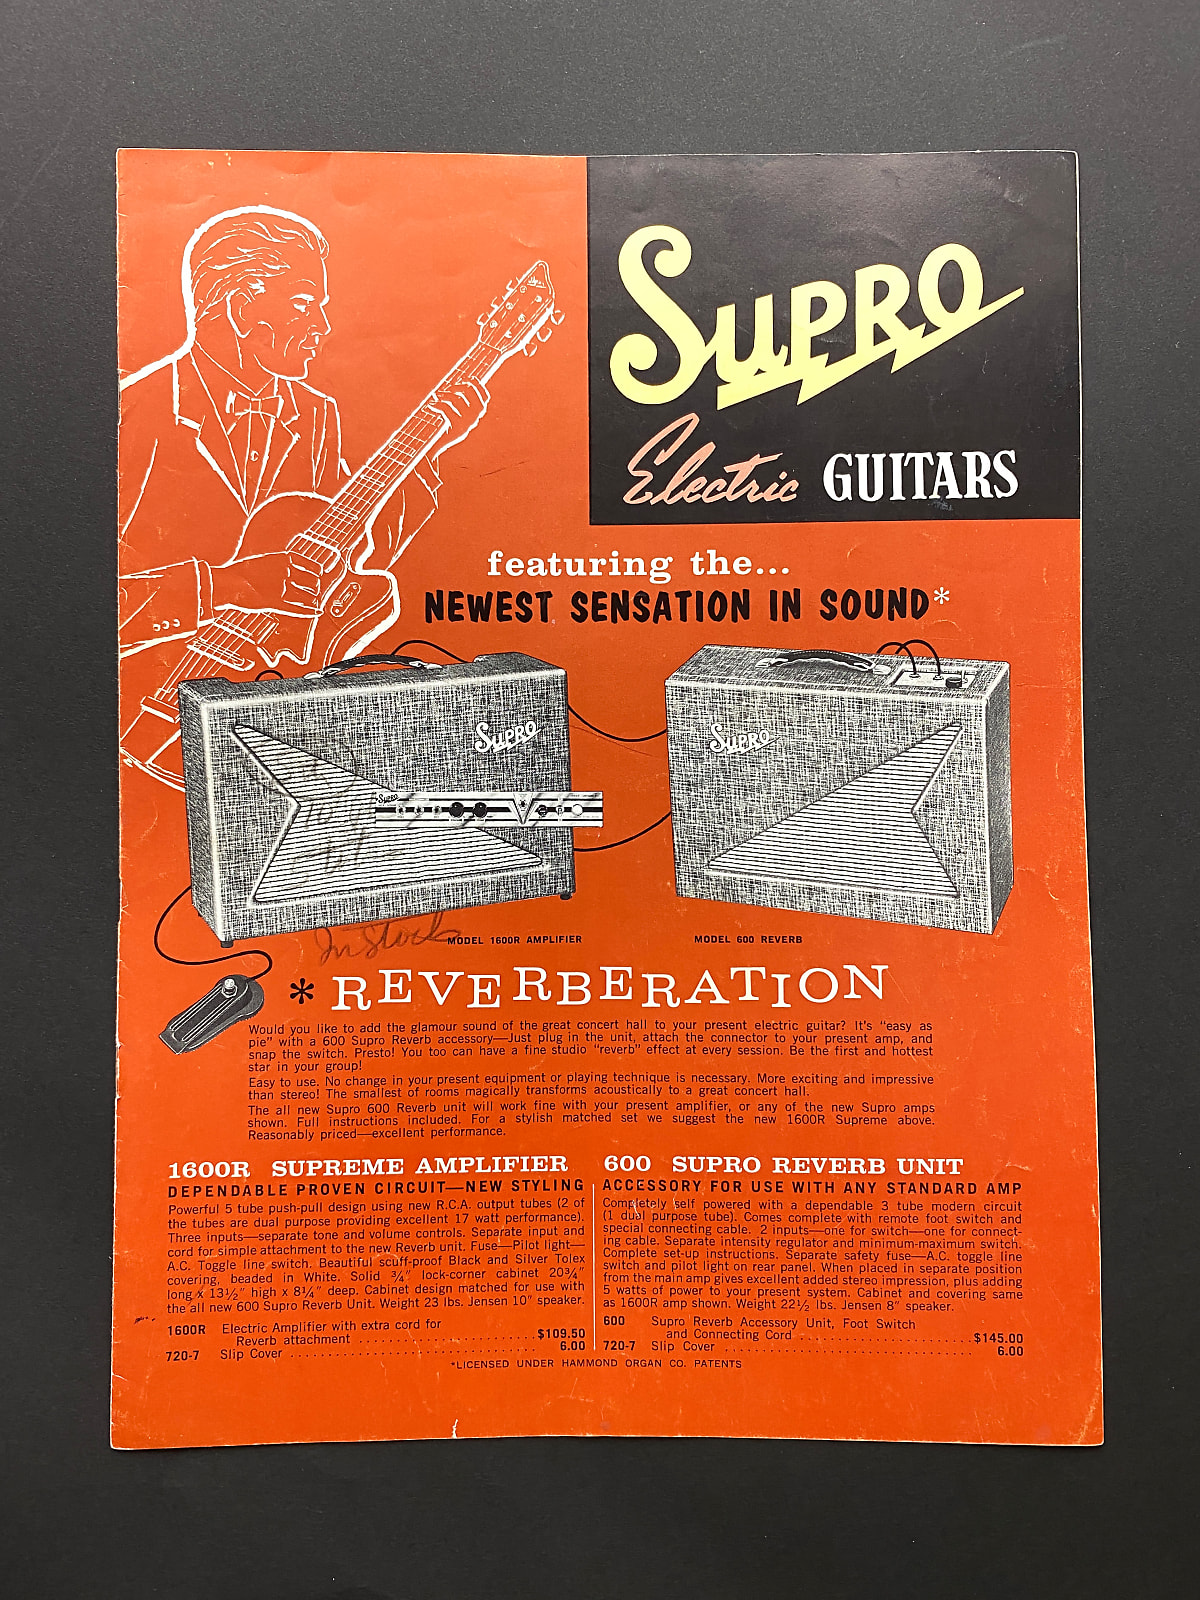 SUPRO
Electric GUITARS
featuring the...
NEWEST SENSATION IN SOUND*
SUPRO
SUPRO
Supro
In Stock
MODEL 1600R AMPLIFIER
MODEL 600 REVERB
* REVERBERATION
Would you like to add the glamour sound of the great concert hall to your present electric guitar? It's "easy as
pie" with a 600 Supro Reverb accessory—Just plug in the unit, attach the connector to your present amp, and
snap the switch. Presto! You too can have a fine studio "reverb" effect at every session. Be the first and hottest
star in your group!
Easy to use. No change in your present equipment or playing technique is necessary. More exciting and impressive
than stereo! The smallest of rooms magically transforms acoustically to a great concert hall.
The all new Supro 600 Reverb unit will work fine with your present amplifier, or any of the new Supro amps
shown. Full instructions included. For a stylish matched set we suggest the new 1600R Supreme above.
Reasonably priced—excellent performance.
1600R SUPREME AMPLIFIER
DEPENDABLE PROVEN CIRCUIT—NEW STYLING
Powerful 5 tube push-pull design using new R.C.A. output tubes (2 of
the tubes are dual purpose providing excellent 17 watt performance).
Three inputs—separate tone and volume controls. Separate input and
cord for simple attachment to the new Reverb unit. Fuse—Pilot light—
A.C. Toggle line switch. Beautiful scuff-proof Black and Silver Tolex
covering, beaded in White. Solid ¾" lock-corner cabinet 20¾"
long x 13½" high x 8¼" deep. Cabinet design matched for use with
the all new 600 Supro Reverb Unit. Weight 23 lbs. Jensen 10" speaker.
1600R Electric Amplifier with extra cord for
Reverb attachment ........................ $109.50
720-7 Slip Cover .................................. 6.00
600 SUPRO REVERB UNIT
ACCESSORY FOR USE WITH ANY STANDARD AMP
Completely self powered with a dependable 3 tube modern circuit
(1 dual purpose tube). Comes complete with remote foot switch and
special connecting cable. 2 inputs—one for switch—one for connect-
ing cable. Separate intensity regulator and minimum-maximum switch.
Complete set-up instructions. Separate safety fuse—A.C. toggle line
switch and pilot light on rear panel. When placed in separate position
from the main amp gives excellent added stereo impression, plus adding
5 watts of power to your present system. Cabinet and covering same
as 1600R amp shown. Weight 22½ lbs. Jensen 8" speaker.
600 Supro Reverb Accessory Unit, Foot Switch
and Connecting Cord ........................ $145.00
720-7 Slip Cover .................................. 6.00
*LICENSED UNDER HAMMOND ORGAN CO. PATENTS